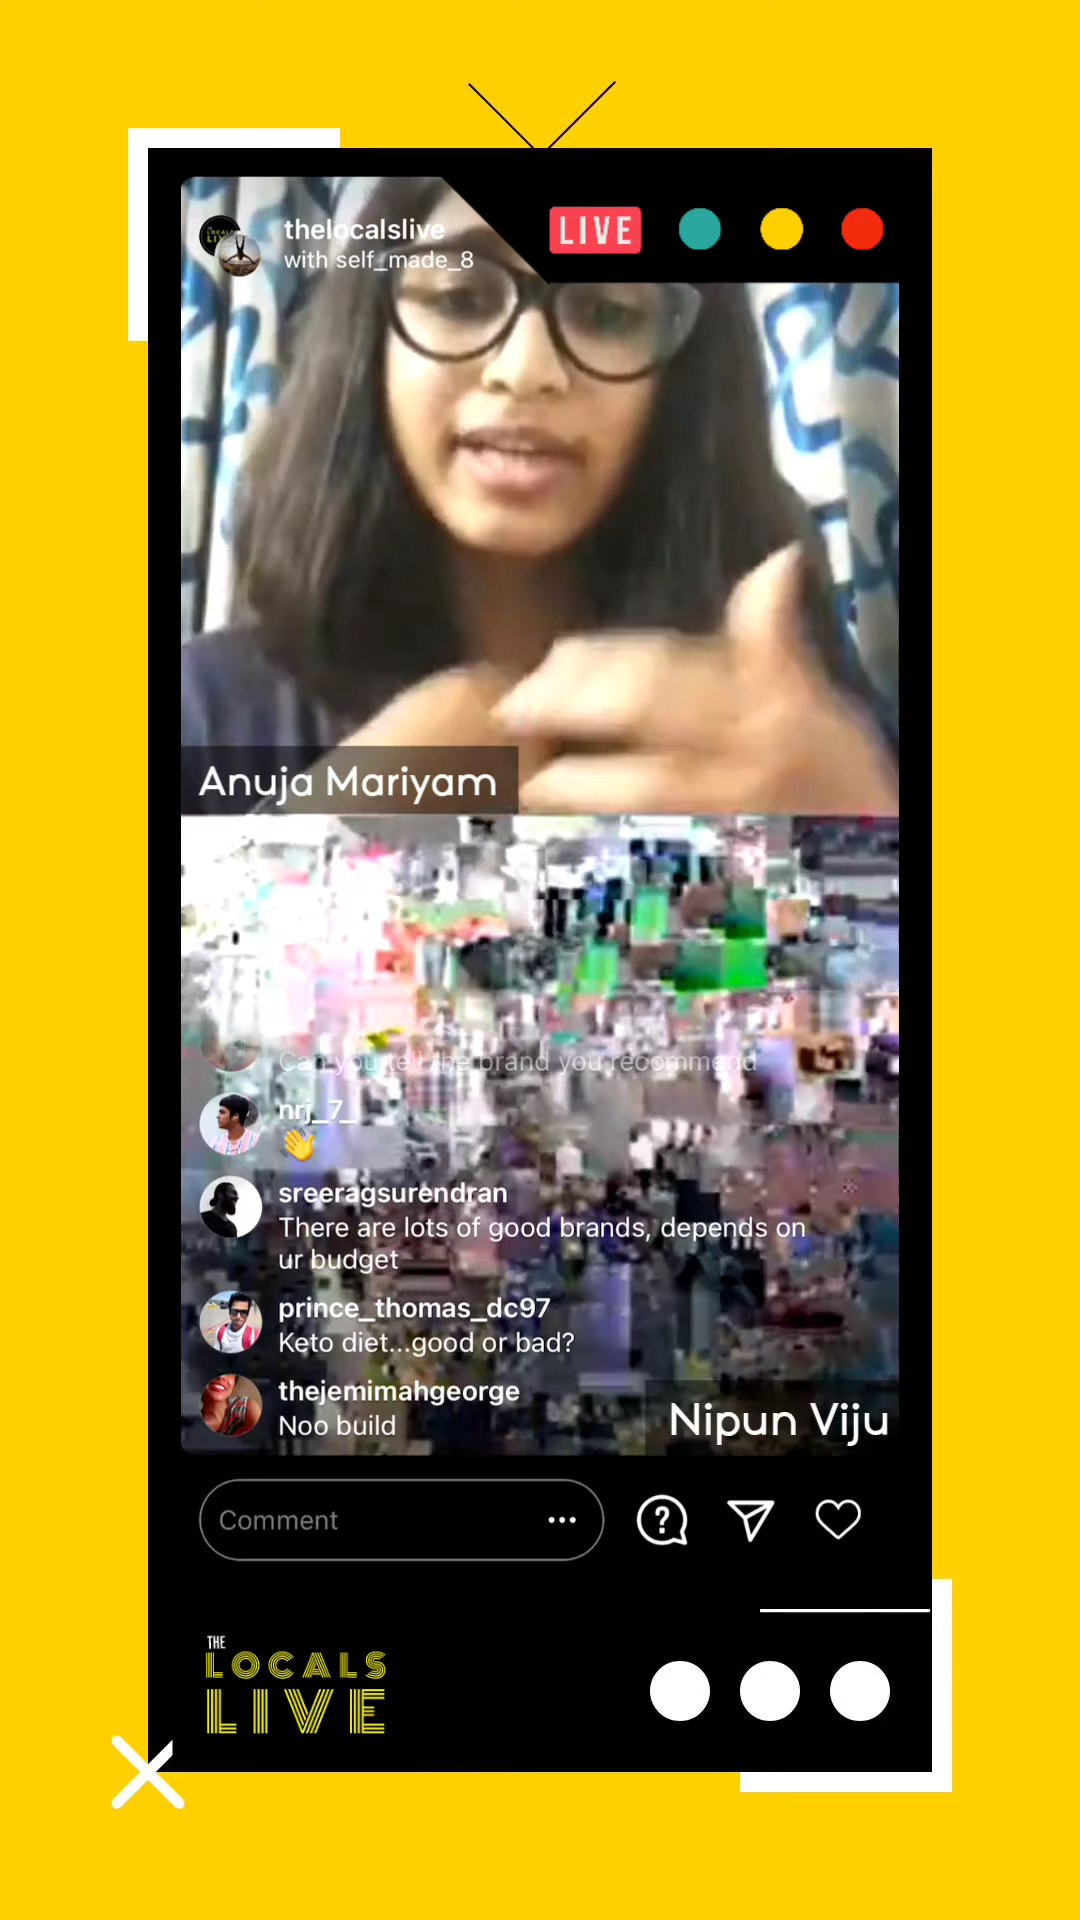 thelocalslive
with self_made_8
LIVE
Anuja Mariyam
Can you tell the brand you recommend
nrj_7_
👋
sreeragsurendran
There are lots of good brands, depends on
ur budget
prince_thomas_dc97
Keto diet...good or bad?
thejemimahgeorge
Noo build
Nipun Viju
Comment
THE
LOCALS
LIVE